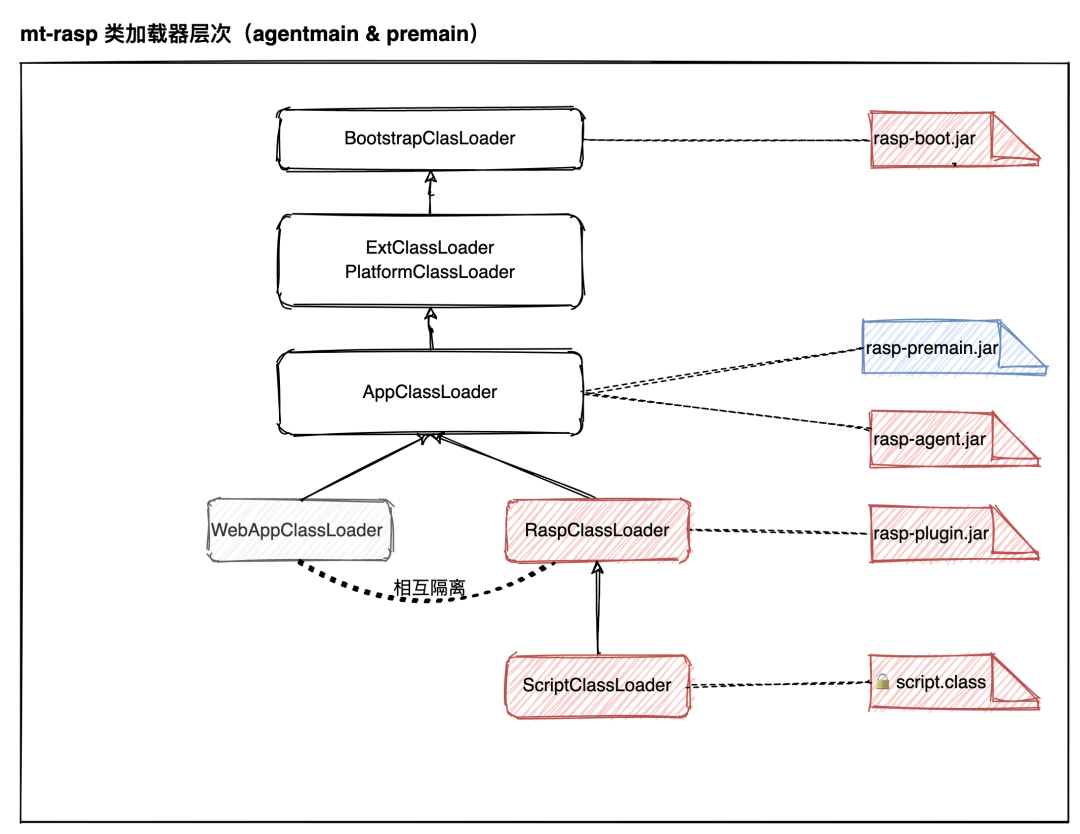 mt-rasp 类加载器层次（agentmain & premain）
BootstrapClasLoader
rasp-boot.jar
ExtClassLoader
PlatformClassLoader
rasp-premain.jar
AppClassLoader
rasp-agent.jar
WebAppClassLoader
RaspClassLoader
rasp-plugin.jar
相互隔离
ScriptClassLoader
🔒 script.class